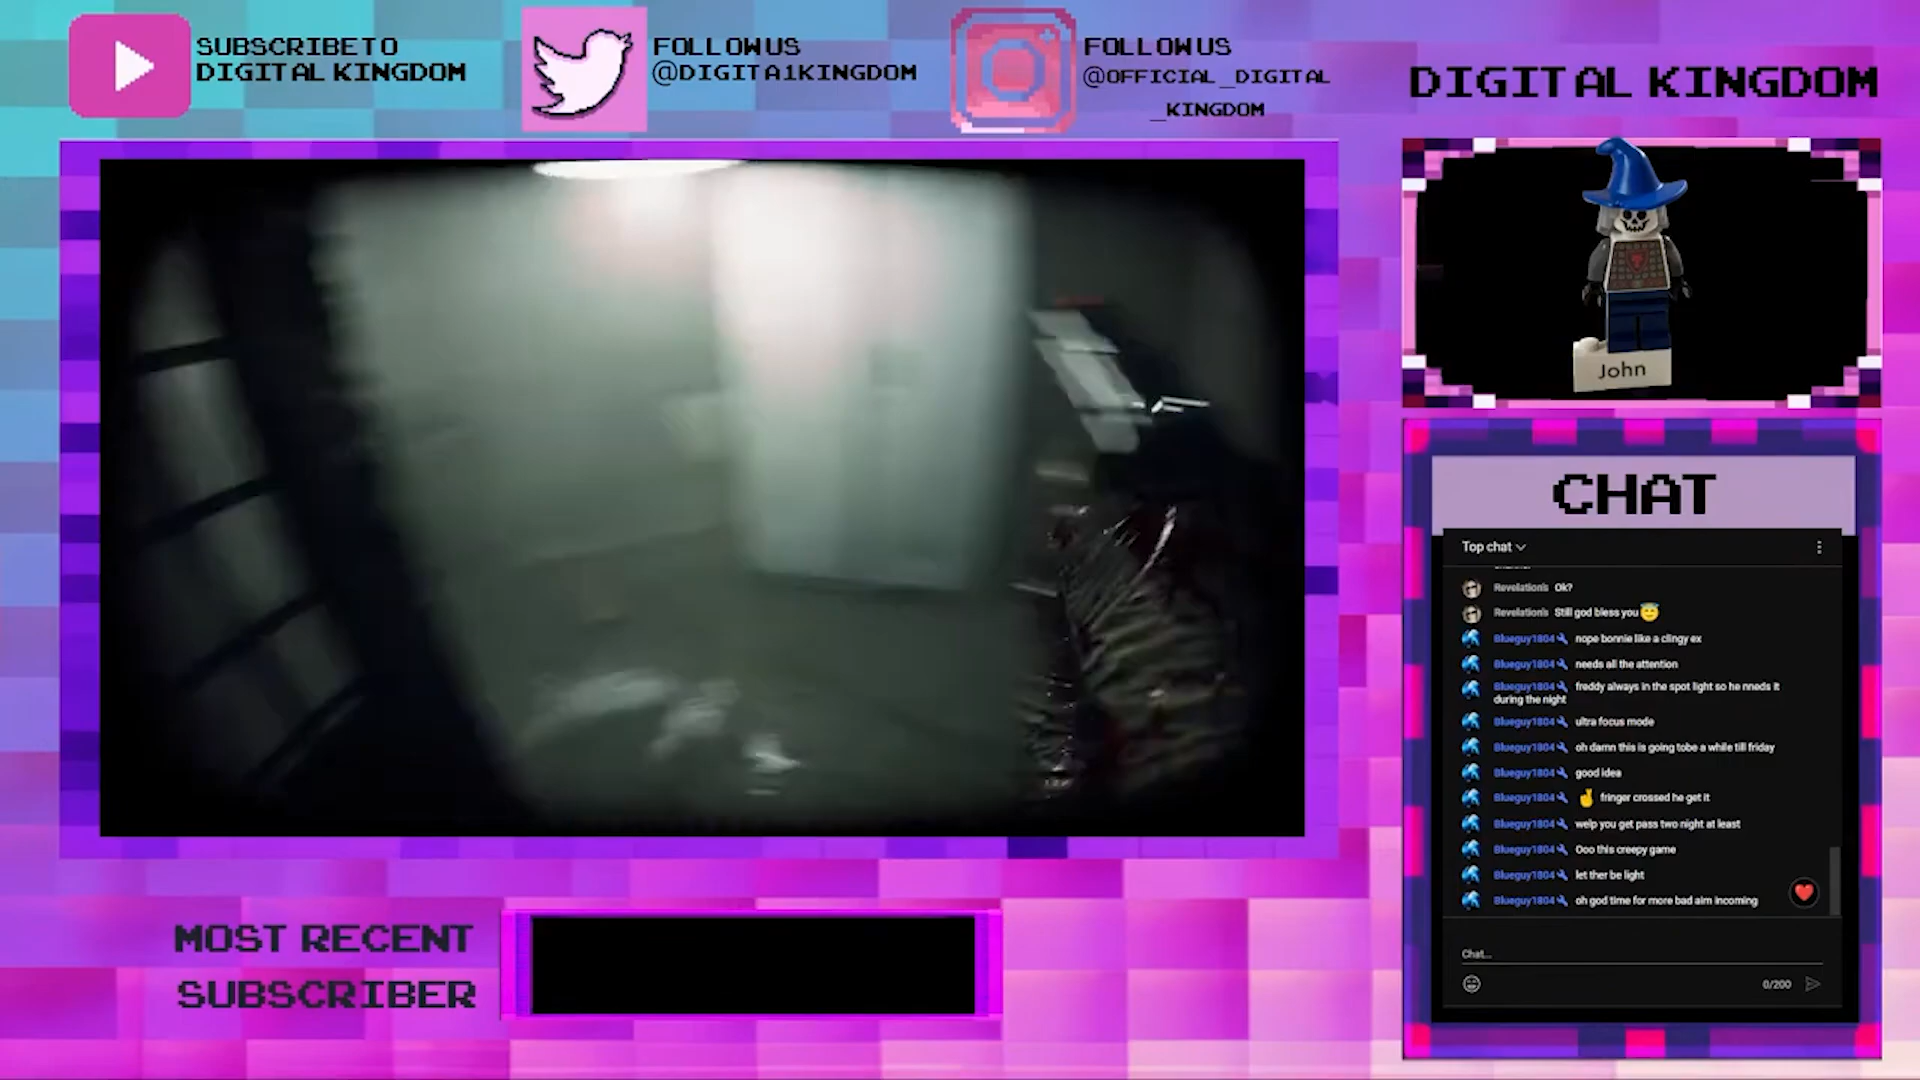 SUBSCRIBE TO
DIGITAL KINGDOM
FOLLOW US
@DIGITA1KINGDOM
FOLLOW US
@OFFICIAL_DIGITAL
_KINGDOM
DIGITAL KINGDOM
John
CHAT
Top chat
Revelation's Ok?
Revelation's Still god bless you 😇
Blueguy1804 nope bonnie like a clingy ex
Blueguy1804 needs all the attention
Blueguy1804 freddy always in the spot light so he nneds it
during the night
Blueguy1804 ultra focus mode
Blueguy1804 oh damn this is going tobe a while till friday
Blueguy1804 good idea
Blueguy1804 🤞 fringer crossed he get it
Blueguy1804 welp you get pass two night at least
Blueguy1804 Ooo this creepy game
Blueguy1804 let ther be light
Blueguy1804 oh god time for more bad aim incoming
Chat...
0/200
MOST RECENT
SUBSCRIBER